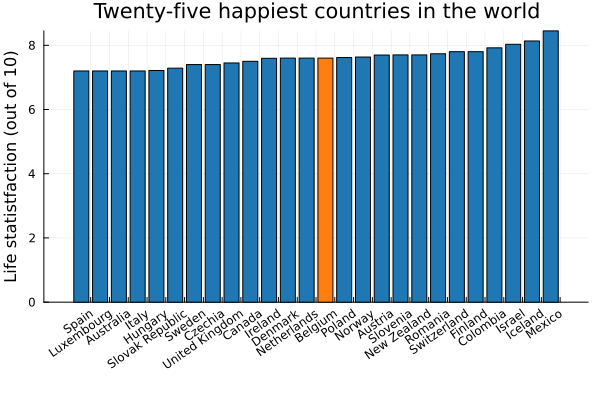 Twenty-five happiest countries in the world
Life statistfaction (out of 10)
8
6
4
2
0
Spain
Luxembourg
Australia
Italy
Hungary
Slovak Republic
Sweden
Czechia
United Kingdom
Canada
Ireland
Denmark
Netherlands
Belgium
Poland
Norway
Austria
Slovenia
New Zealand
Romania
Switzerland
Finland
Colombia
Israel
Iceland
Mexico